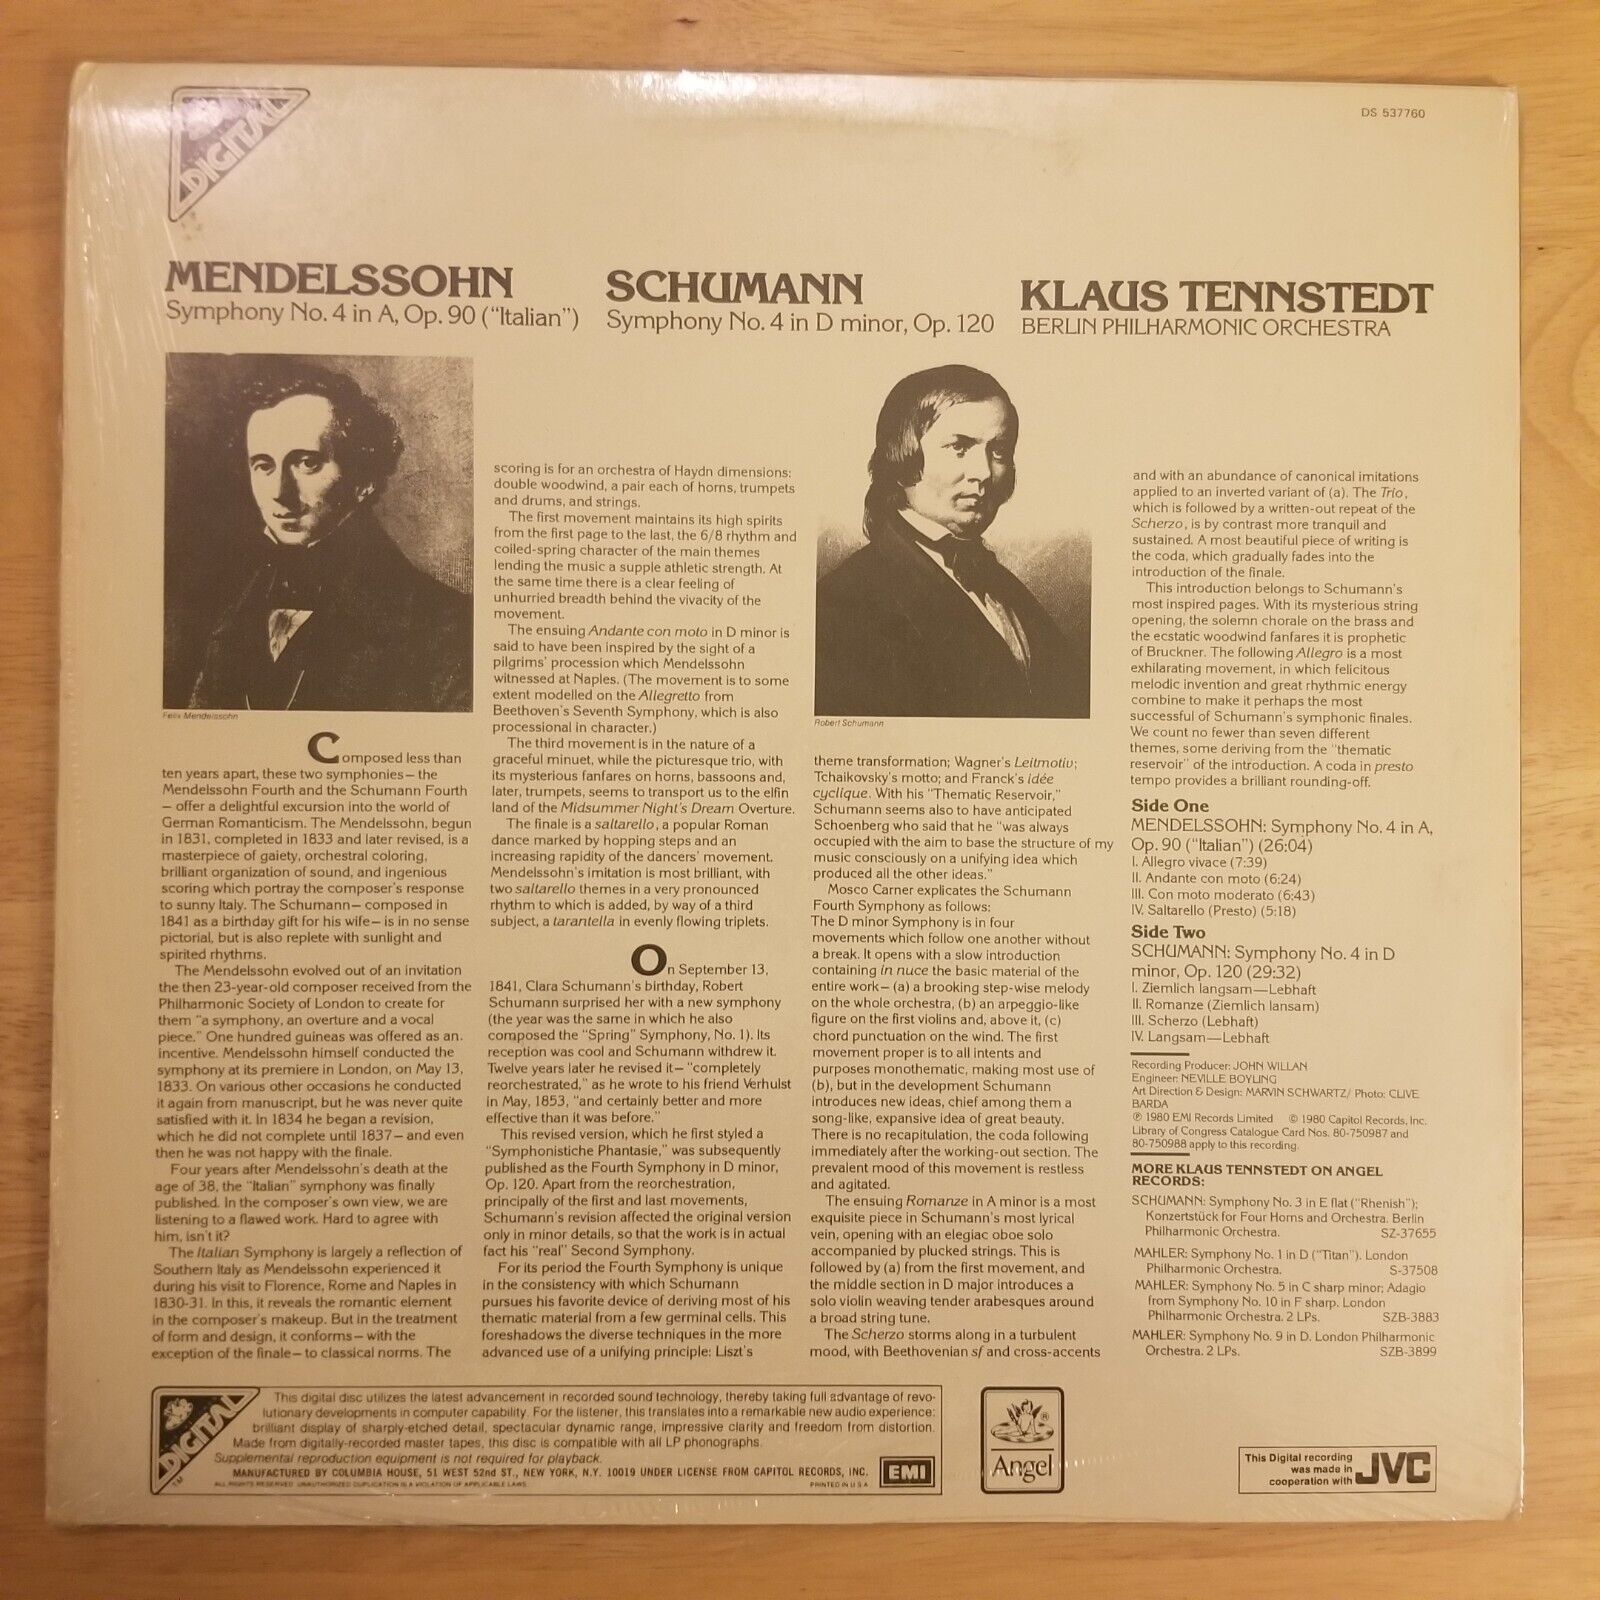 DIGITAL
DS 537760
MENDELSSOHN
Symphony No. 4 in A, Op. 90 ("Italian")
SCHUMANN
Symphony No. 4 in D minor, Op. 120
KLAUS TENNSTEDT
BERLIN PHILHARMONIC ORCHESTRA
Felix Mendelssohn
Composed less than
ten years apart, these two symphonies – the
Mendelssohn Fourth and the Schumann Fourth
– offer a delightful excursion into the world of
German Romanticism. The Mendelssohn, begun
in 1831, completed in 1833 and later revised, is a
masterpiece of gaiety, orchestral coloring,
brilliant organization of sound, and ingenious
scoring which portray the composer's response
to sunny Italy. The Schumann – composed in
1841 as a birthday gift for his wife – is in no sense
pictorial, but is also replete with sunlight and
spirited rhythms.
The Mendelssohn evolved out of an invitation
the then 23-year-old composer received from the
Philharmonic Society of London to create for
them "a symphony, an overture and a vocal
piece." One hundred guineas was offered as an
incentive. Mendelssohn himself conducted the
symphony at its premiere in London, on May 13,
1833. On various other occasions he conducted
it again from manuscript, but he was never quite
satisfied with it. In 1834 he began a revision,
which he did not complete until 1837 – and even
then he was not happy with the finale.
Four years after Mendelssohn's death at the
age of 38, the "Italian" symphony was finally
published. In the composer's own view, we are
listening to a flawed work. Hard to agree with
him, isn't it?
The Italian Symphony is largely a reflection of
Southern Italy as Mendelssohn experienced it
during his visit to Florence, Rome and Naples in
1830-31. In this, it reveals the romantic element
in the composer's makeup. But in the treatment
of form and design, it conforms – with the
exception of the finale – to classical norms. The
scoring is for an orchestra of Haydn dimensions:
double woodwind, a pair each of horns, trumpets
and drums, and strings.
The first movement maintains its high spirits
from the first page to the last, the 6/8 rhythm and
coiled-spring character of the main themes
lending the music a supple athletic strength. At
the same time there is a clear feeling of
unhurried breadth behind the vivacity of the
movement.
The ensuing Andante con moto in D minor is
said to have been inspired by the sight of a
pilgrims' procession which Mendelssohn
witnessed at Naples. (The movement is to some
extent modelled on the Allegretto from
Beethoven's Seventh Symphony, which is also
processional in character.)
The third movement is in the nature of a
graceful minuet, while the picturesque trio, with
its mysterious fanfares on horns, bassoons and,
later, trumpets, seems to transport us to the elfin
land of the Midsummer Night's Dream Overture.
The finale is a saltarello, a popular Roman
dance marked by hopping steps and an
increasing rapidity of the dancers' movement.
Mendelssohn's imitation is most brilliant, with
two saltarello themes in a very pronounced
rhythm to which is added, by way of a third
subject, a tarantella in evenly flowing triplets.
On September 13,
1841, Clara Schumann's birthday, Robert
Schumann surprised her with a new symphony
(the year was the same in which he also
composed the "Spring" Symphony, No. 1). Its
reception was cool and Schumann withdrew it.
Twelve years later he revised it – "completely
reorchestrated," as he wrote to his friend Verhulst
in May, 1853, "and certainly better and more
effective than it was before."
This revised version, which he first styled a
"Symphonistiche Phantasie," was subsequently
published as the Fourth Symphony in D minor,
Op. 120. Apart from the reorchestration,
principally of the first and last movements,
Schumann's revision affected the original version
only in minor details, so that the work is in actual
fact his "real" Second Symphony.
For its period the Fourth Symphony is unique
in the consistency with which Schumann
pursues his favorite device of deriving most of his
thematic material from a few germinal cells. This
foreshadows the diverse techniques in the more
advanced use of a unifying principle: Liszt's
Robert Schumann
theme transformation; Wagner's Leitmotiv;
Tchaikovsky's motto; and Franck's idée
cyclique. With his "Thematic Reservoir,"
Schumann seems also to have anticipated
Schoenberg who said that he "was always
occupied with the aim to base the structure of my
music consciously on a unifying idea which
produced all the other ideas."
Mosco Carner explicates the Schumann
Fourth Symphony as follows:
The D minor Symphony is in four
movements which follow one another without
a break. It opens with a slow introduction
containing in nuce the basic material of the
entire work – (a) a brooking step-wise melody
on the whole orchestra, (b) an arpeggio-like
figure on the first violins and, above it, (c)
chord punctuation on the wind. The first
movement proper is to all intents and
purposes monothematic, making most use of
(b), but in the development Schumann
introduces new ideas, chief among them a
song-like, expansive idea of great beauty.
There is no recapitulation, the coda following
immediately after the working-out section. The
prevalent mood of this movement is restless
and agitated.
The ensuing Romanze in A minor is a most
exquisite piece in Schumann's most lyrical
vein, opening with an elegiac oboe solo
accompanied by plucked strings. This is
followed by (a) from the first movement, and
the middle section in D major introduces a
solo violin weaving tender arabesques around
a broad string tune.
The Scherzo storms along in a turbulent
mood, with Beethovenian sf and cross-accents
and with an abundance of canonical imitations
applied to an inverted variant of (a). The Trio,
which is followed by a written-out repeat of the
Scherzo, is by contrast more tranquil and
sustained. A most beautiful piece of writing is
the coda, which gradually fades into the
introduction of the finale.
This introduction belongs to Schumann's
most inspired pages. With its mysterious string
opening, the solemn chorale on the brass and
the ecstatic woodwind fanfares it is prophetic
of Bruckner. The following Allegro is a most
exhilarating movement, in which felicitous
melodic invention and great rhythmic energy
combine to make it perhaps the most
successful of Schumann's symphonic finales.
We count no fewer than seven different
themes, some deriving from the "thematic
reservoir" of the introduction. A coda in presto
tempo provides a brilliant rounding-off.
Side One
MENDELSSOHN: Symphony No. 4 in A,
Op. 90 ("Italian") (26:04)
I. Allegro vivace (7:39)
II. Andante con moto (6:24)
III. Con moto moderato (6:43)
IV. Saltarello (Presto) (5:18)
Side Two
SCHUMANN: Symphony No. 4 in D
minor, Op. 120 (29:32)
I. Ziemlich langsam—Lebhaft
II. Romanze (Ziemlich lansam)
III. Scherzo (Lebhaft)
IV. Langsam—Lebhaft
Recording Producer: JOHN WILLAN
Engineer: NEVILLE BOYLING
Art Direction & Design: MARVIN SCHWARTZ/ Photo: CLIVE
BARDA
℗ 1980 EMI Records Limited © 1980 Capitol Records, Inc.
Library of Congress Catalogue Card Nos. 80-750987 and
80-750988 apply to this recording.
MORE KLAUS TENNSTEDT ON ANGEL
RECORDS:
SCHUMANN: Symphony No. 3 in E flat ("Rhenish");
Konzertstück for Four Horns and Orchestra. Berlin
Philharmonic Orchestra. SZ-37655
MAHLER: Symphony No. 1 in D ("Titan"). London
Philharmonic Orchestra. S-37508
MAHLER: Symphony No. 5 in C sharp minor; Adagio
from Symphony No. 10 in F sharp. London
Philharmonic Orchestra. 2 LPs. SZB-3883
MAHLER: Symphony No. 9 in D. London Philharmonic
Orchestra. 2 LPs. SZB-3899
DIGITAL
TM
This digital disc utilizes the latest advancement in recorded sound technology, thereby taking full advantage of revo-
lutionary developments in computer capability. For the listener, this translates into a remarkable new audio experience:
brilliant display of sharply-etched detail, spectacular dynamic range, impressive clarity and freedom from distortion.
Made from digitally-recorded master tapes, this disc is compatible with all LP phonographs.
Supplemental reproduction equipment is not required for playback.
MANUFACTURED BY COLUMBIA HOUSE, 51 WEST 52nd ST., NEW YORK, N.Y. 10019 UNDER LICENSE FROM CAPITOL RECORDS, INC.
ALL RIGHTS RESERVED UNAUTHORIZED DUPLICATION IS A VIOLATION OF APPLICABLE LAWS. PRINTED IN U.S.A.
EMI
®
Angel
This Digital recording
was made in
cooperation with JVC